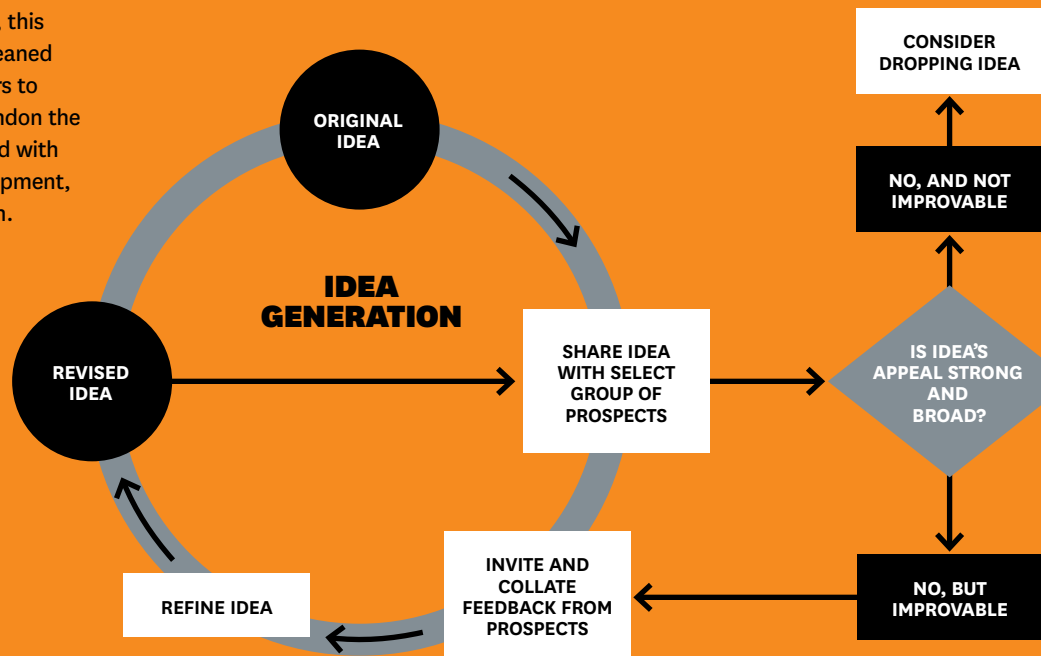 , this
eaned
rs to
ndon the
d with
opment,
n.
ORIGINAL
IDEA
IDEA
GENERATION
REVISED
IDEA
SHARE IDEA
WITH SELECT
GROUP OF
PROSPECTS
INVITE AND
COLLATE
FEEDBACK FROM
PROSPECTS
REFINE IDEA
CONSIDER
DROPPING IDEA
NO, AND NOT
IMPROVABLE
IS IDEA’S
APPEAL STRONG
AND
BROAD?
NO, BUT
IMPROVABLE